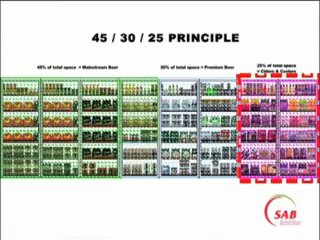 45 / 30 / 25 PRINCIPLE
45% of total space = Mainstream Beer
30% of total space = Premium Beer
25% of total space
= Ciders & Coolers
SAB